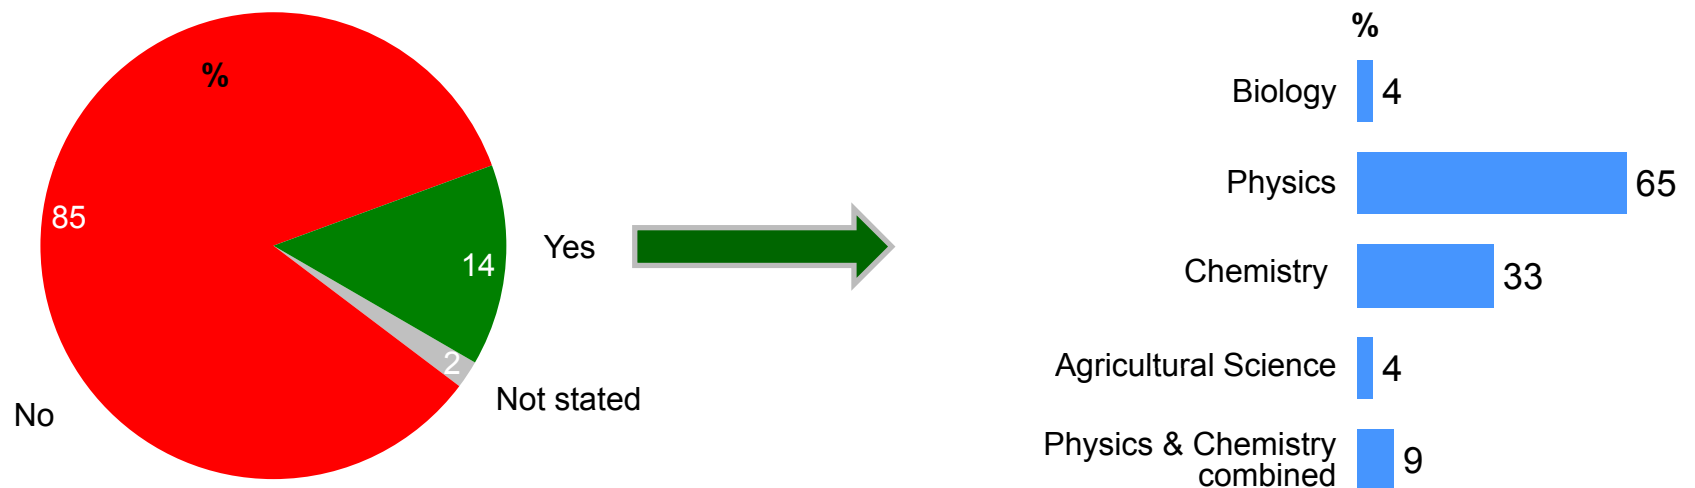 %
85
14
2
Yes
Not stated
No
%
Biology 4
Physics 65
Chemistry 33
Agricultural Science 4
Physics & Chemistry
combined 9